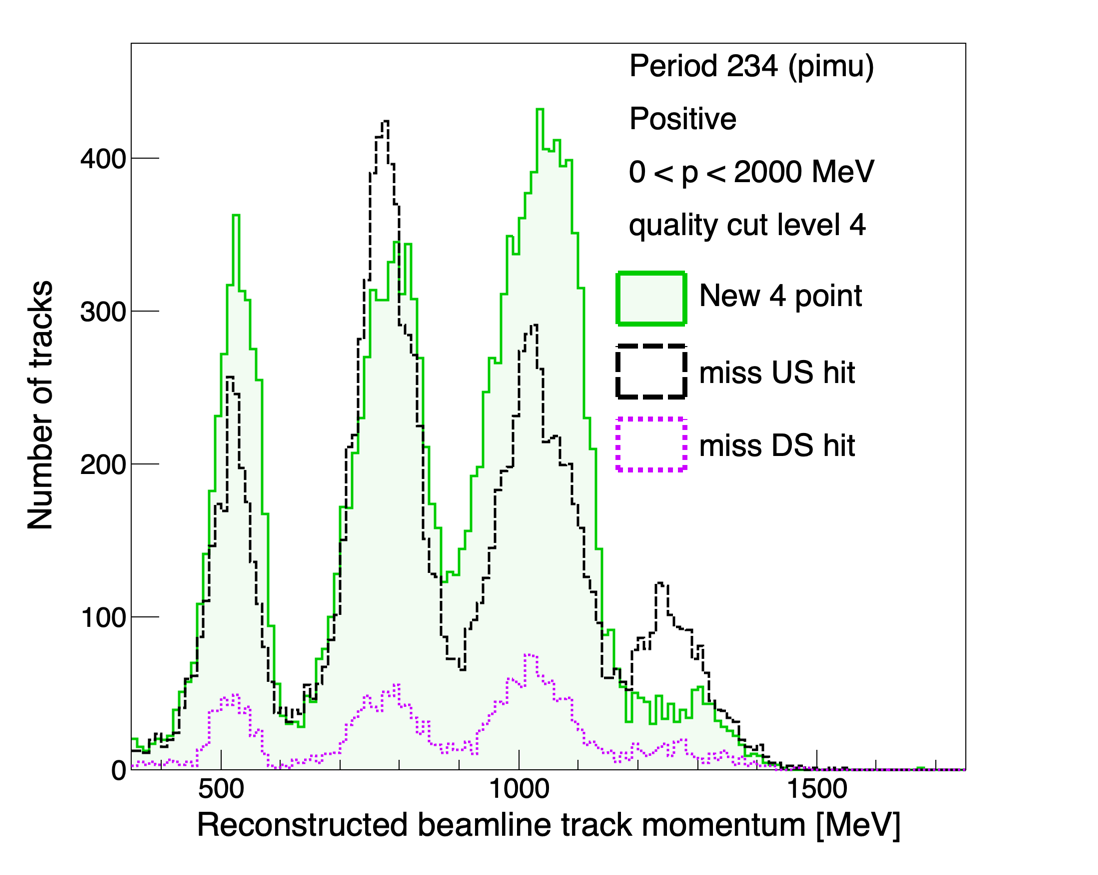 Period 234 (pimu)
Positive
0 < p < 2000 MeV
quality cut level 4
New 4 point
miss US hit
miss DS hit
Number of tracks
400
300
200
100
0
500
1000
1500
Reconstructed beamline track momentum [MeV]